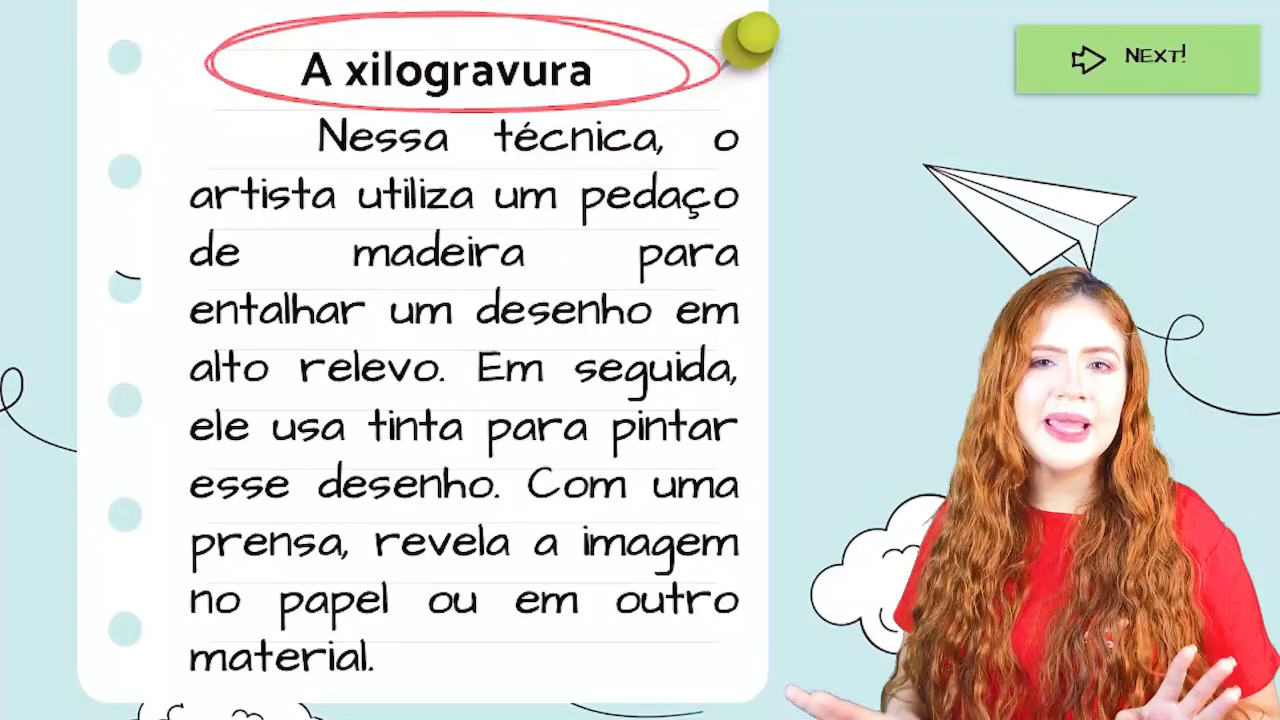 A xilogravura
NEXT!
Nessa técnica, o
artista utiliza um pedaço
de madeira para
entalhar um desenho em
alto relevo. Em seguida,
ele usa tinta para pintar
esse desenho. Com uma
prensa, revela a imagem
no papel ou em outro
material.